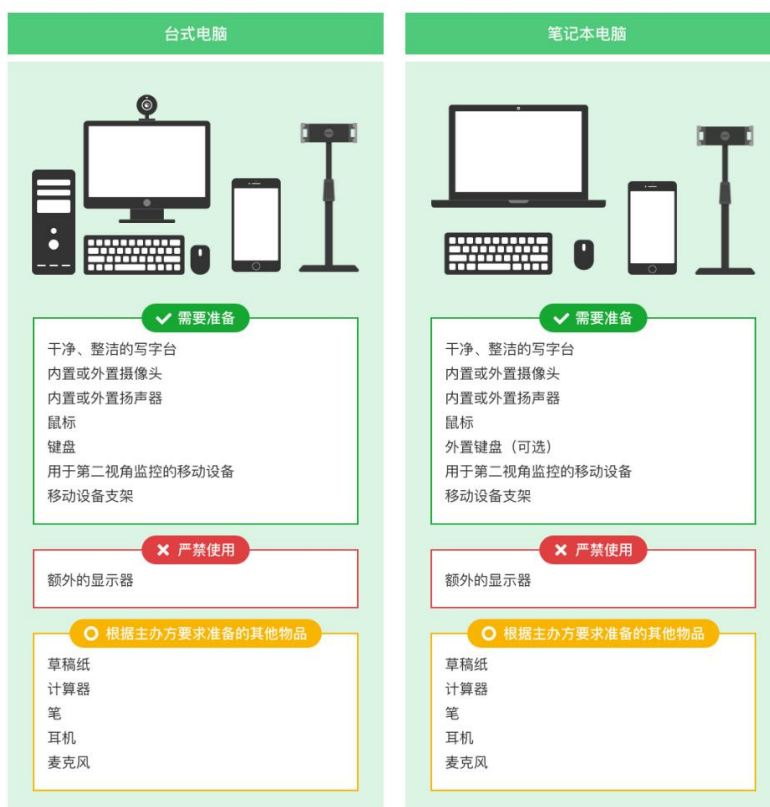 台式电脑
需要准备
干净、整洁的写字台
内置或外置摄像头
内置或外置扬声器
鼠标
键盘
用于第二视角监控的移动设备
移动设备支架
严禁使用
额外的显示器
根据主办方要求准备的其他物品
草稿纸
计算器
笔
耳机
麦克风
笔记本电脑
需要准备
干净、整洁的写字台
内置或外置摄像头
内置或外置扬声器
鼠标
外置键盘（可选）
用于第二视角监控的移动设备
移动设备支架
严禁使用
额外的显示器
根据主办方要求准备的其他物品
草稿纸
计算器
笔
耳机
麦克风